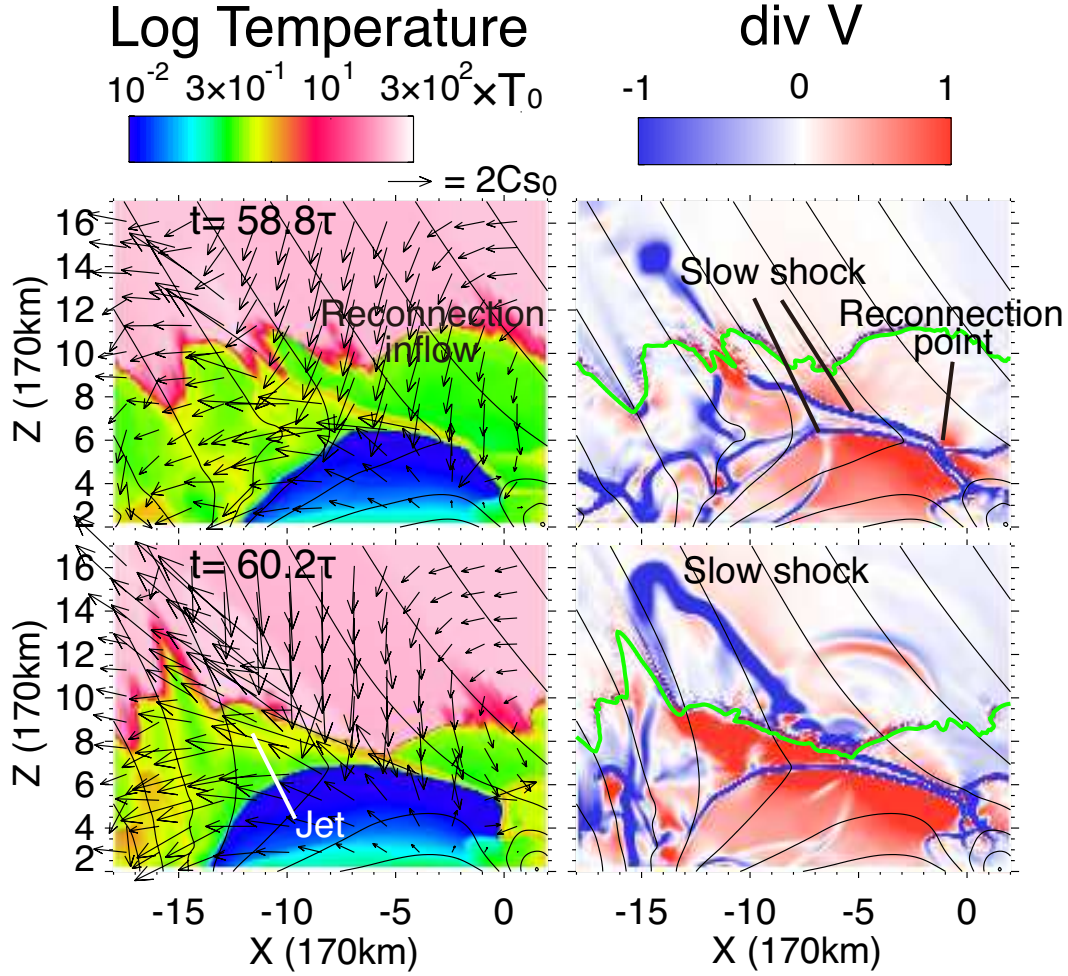 Log Temperature
div V
10⁻² 3×10⁻¹ 10¹ 3×10² ×T₀
-1 0 1
= 2Cs₀
t= 58.8τ
Reconnection
inflow
Slow shock
Reconnection
point
16
14
12
10
8
6
4
2
Z (170km)
t= 60.2τ
Jet
Slow shock
16
14
12
10
8
6
4
2
Z (170km)
-15 -10 -5 0
X (170km)
-15 -10 -5 0
X (170km)